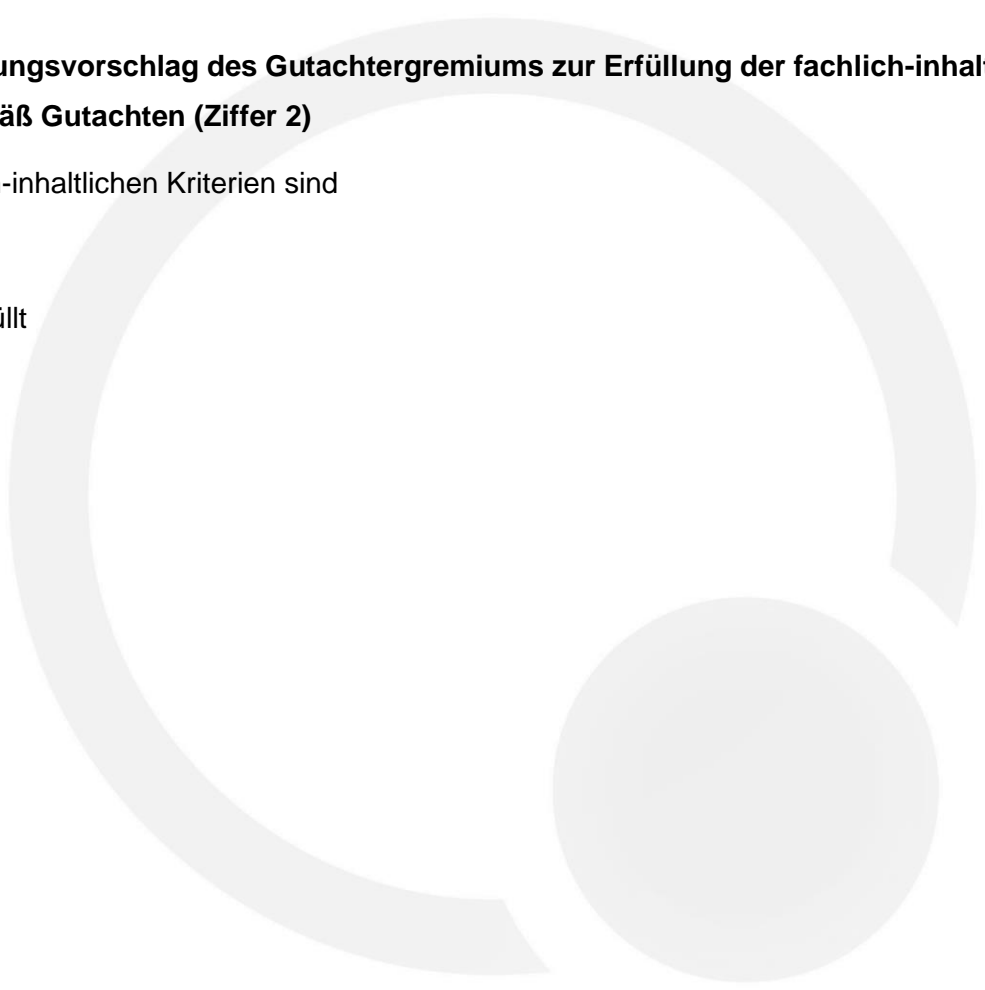 ungsvorschlag des Gutachtergremiums zur Erfüllung der fachlich-inhal
äß Gutachten (Ziffer 2)
-inhaltlichen Kriterien sind
üllt